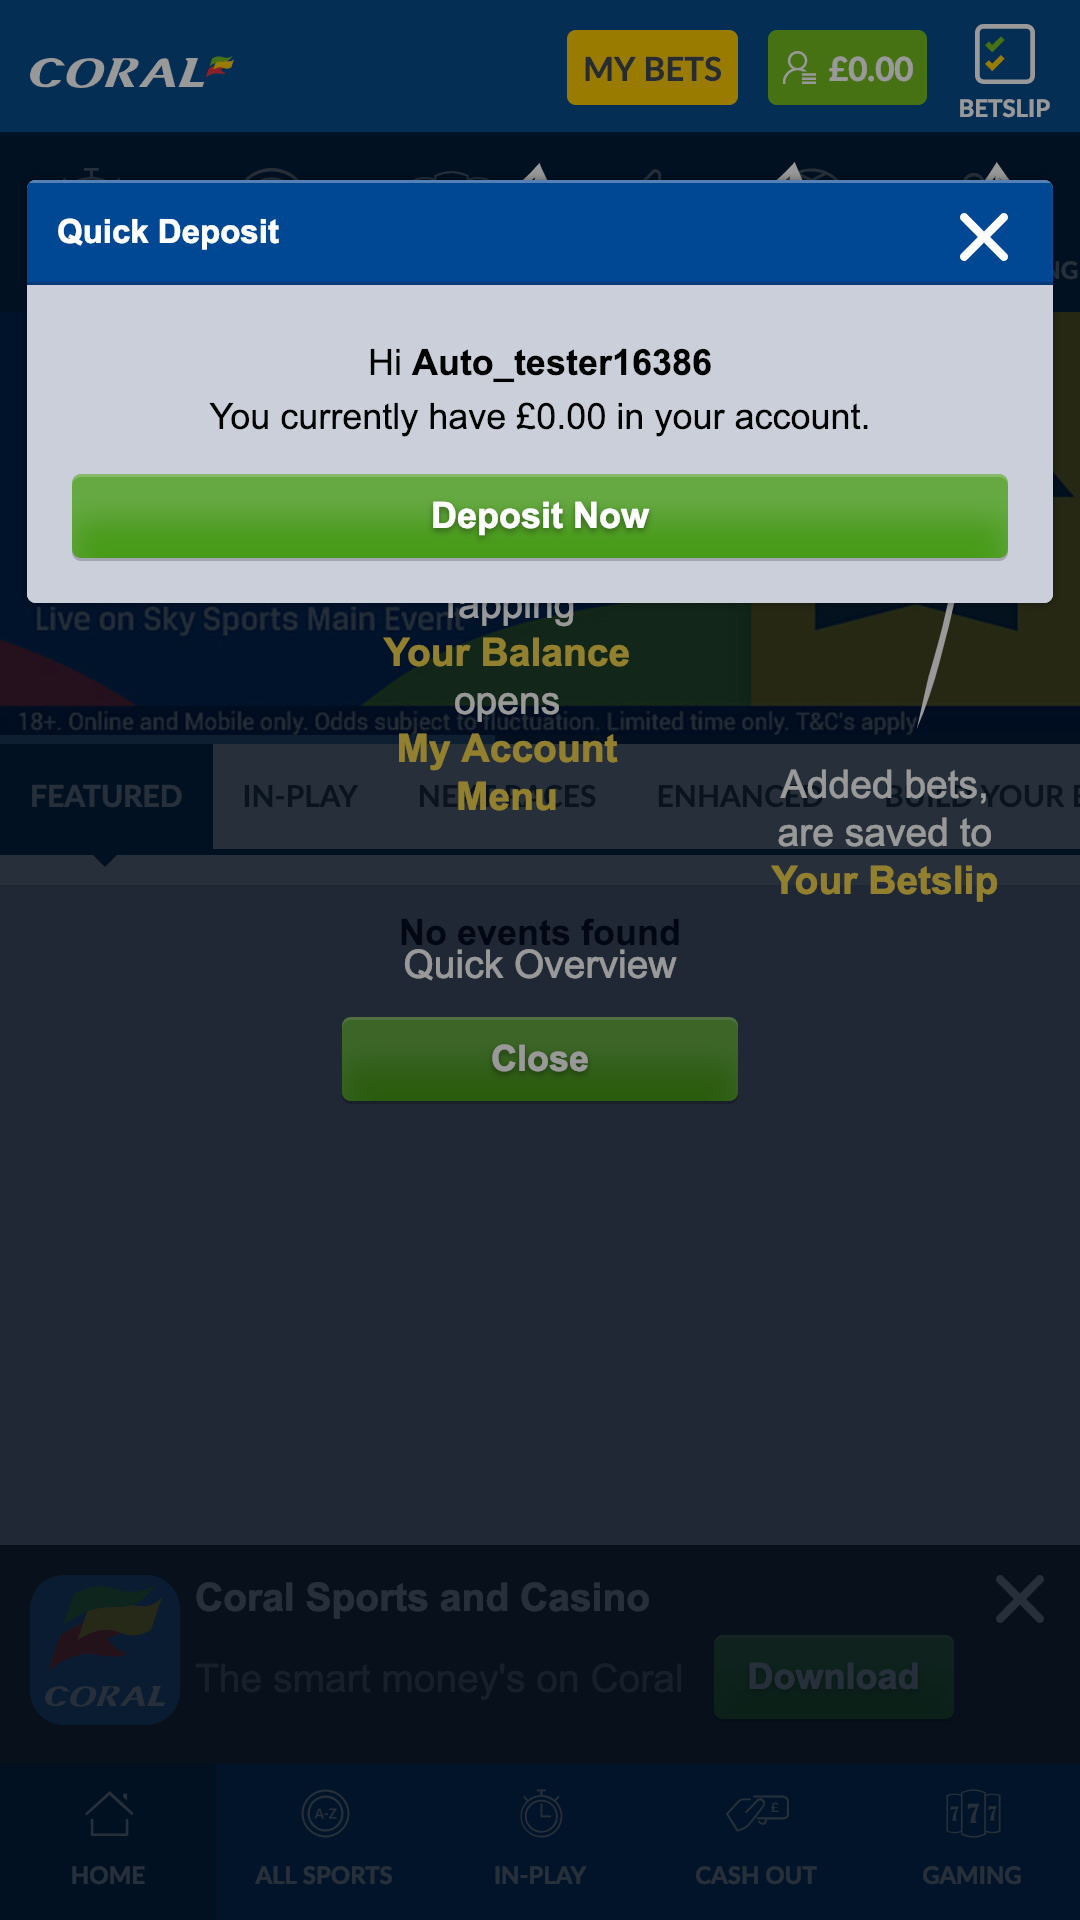 CORAL
MY BETS
£0.00
BETSLIP
Quick Deposit
NG
Hi Auto_tester16386
You currently have £0.00 in your account.
Deposit Now
Tapping
Live on Sky Sports Main Event
Your Balance
opens
18+. Online and Mobile only. Odds subject to fluctuation. Limited time only. T&C's apply
My Account
Menu
FEATURED IN-PLAY ENHANCED BUILD YOUR
Added bets,
are saved to
Your Betslip
No events found
Quick Overview
Close
Coral Sports and Casino
The smart money's on Coral
Download
CORAL
A-Z
£
7 7 7
HOME ALL SPORTS IN-PLAY CASH OUT GAMING